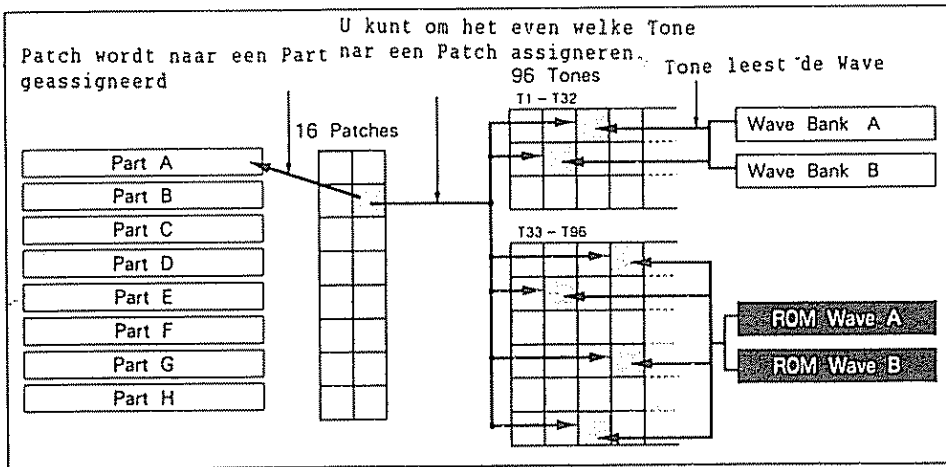 U kunt om het even welke Tone
nar een Patch assigneren.
Patch wordt naar een Part
geassigneerd
96 Tones
Tone leest de Wave
T1 – T32
16 Patches
Wave Bank A
Wave Bank B
Part A
Part B
Part C
Part D
Part E
Part F
Part G
Part H
T33 – T96
ROM Wave A
ROM Wave B